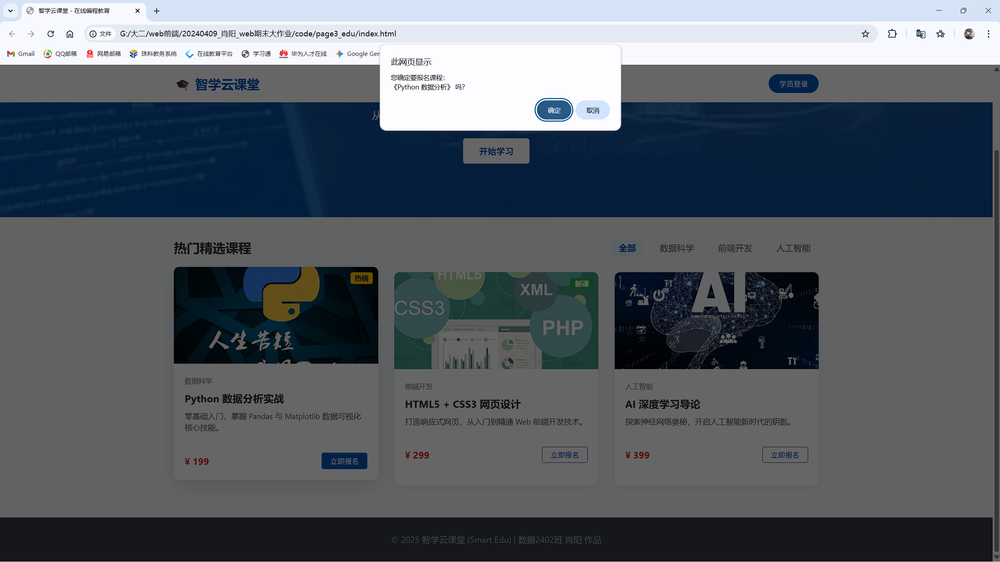 智学云课堂 - 在线编程教育
文件
G:/大二/web前端/20240409_肖阳_web期末大作业/code/page3_edu/index.html
Gmail
QQ邮箱
网易邮箱
珠科教务系统
在线教育平台
学习通
HUAWEI
华为人才在线
Google Ger
此网页显示
您确定要报名课程：
《Python 数据分析》 吗？
确定
取消
智学云课堂
学员登录
从
开始学习
热门精选课程
全部
数据科学
前端开发
人工智能
热销
人生苦短
数据科学
Python 数据分析实战
零基础入门，掌握 Pandas 与 Matplotlib 数据可视化
核心技能。
¥ 199
立即报名
HTML5
新课
XML
CSS3
flat
PHP
footer
前端开发
HTML5 + CSS3 网页设计
打造响应式网页，从入门到精通 Web 前端开发技术。
¥ 299
立即报名
AI
ARTIFICIAL INTELLIGENCE
人工智能
AI 深度学习导论
探索神经网络奥秘，开启人工智能新时代的钥匙。
¥ 399
立即报名
© 2025 智学云课堂 (Smart Edu) | 数据2402班 肖阳 作品